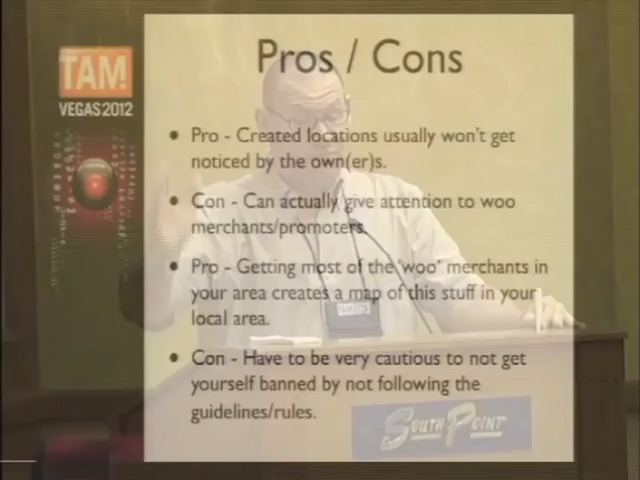 Pros / Cons
TAM!
VEGAS 2012
• Pro - Created locations usually won't get
noticed by the own(er)s.
• Con - Can actually give attention to woo
merchants/promoters.
• Pro - Getting most of the 'woo' merchants in
your area creates a map of this stuff in your
local area.
• Con - Have to be very cautious to not get
yourself banned by not following the
guidelines/rules.
TAM
SOUTH POINT